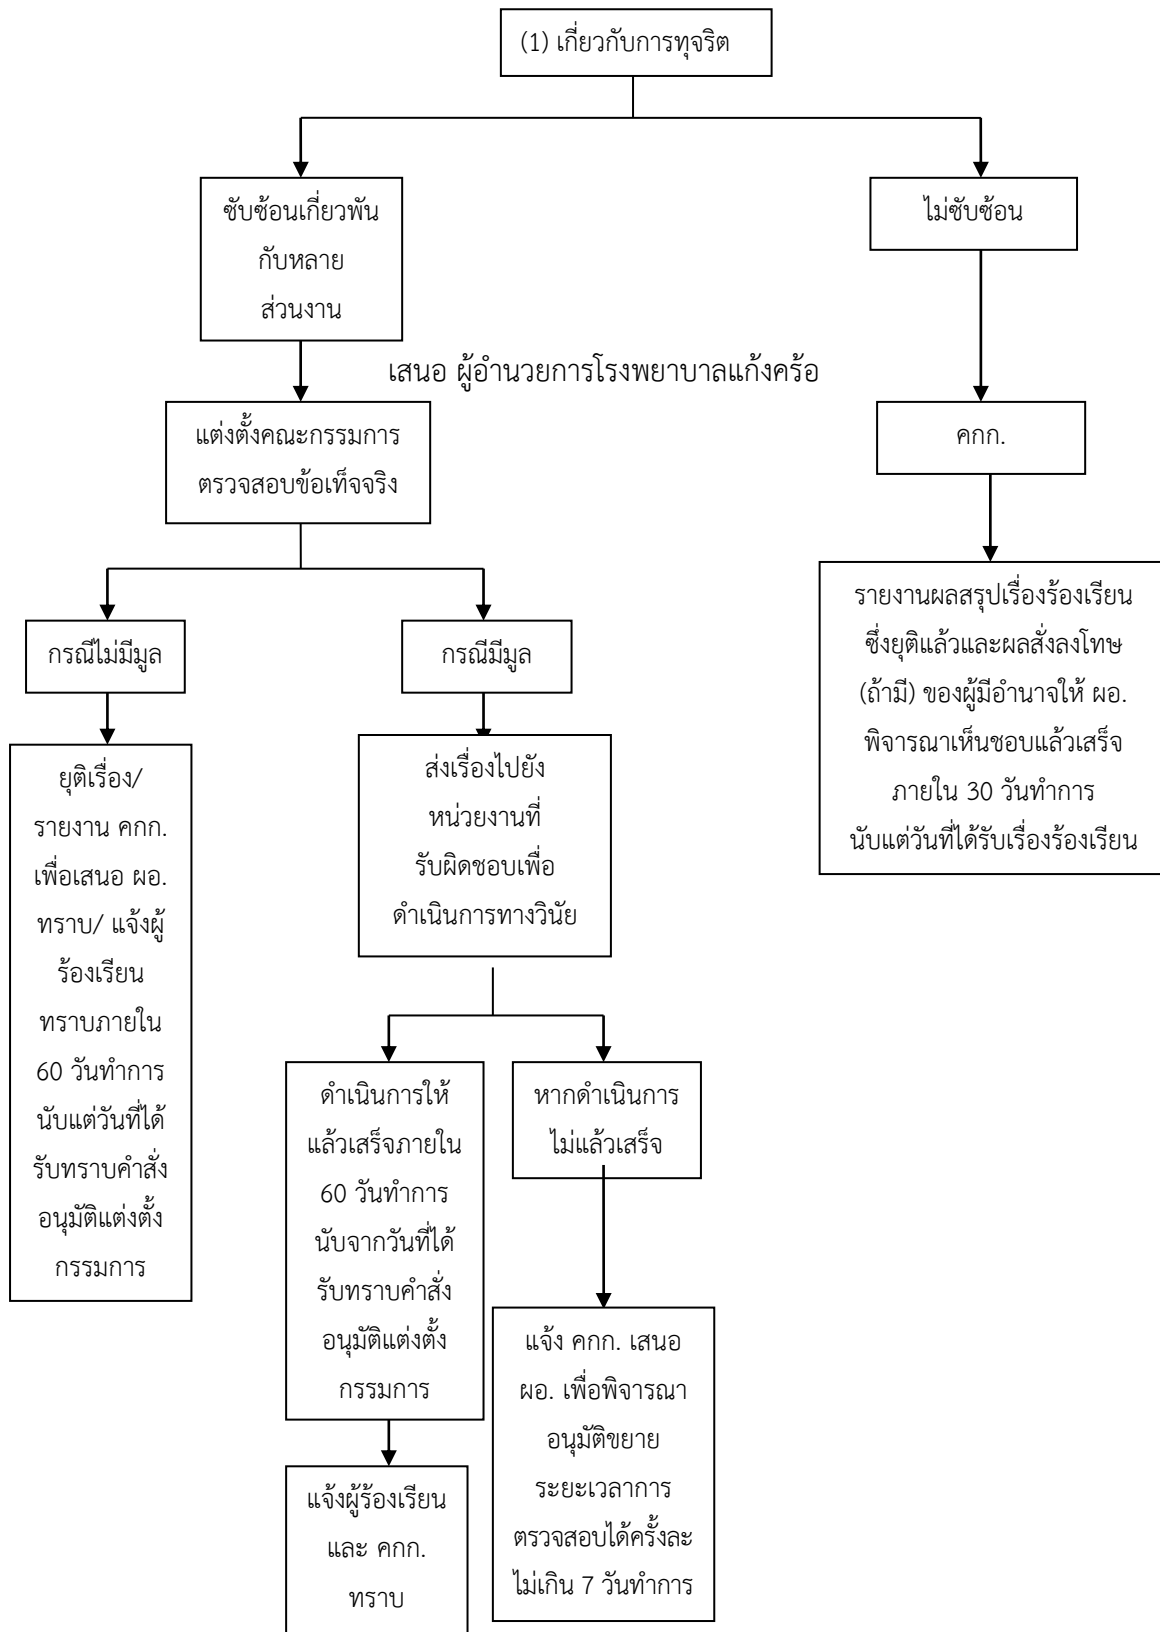 (1) เกี่ยวกับการทุจริต
ซับซ้อนเกี่ยวพัน
กับหลาย
ส่วนงาน
ไม่ซับซ้อน
เสนอ ผู้อำนวยการโรงพยาบาลแก้งคร้อ
แต่งตั้งคณะกรรมการ
ตรวจสอบข้อเท็จจริง
คกก.
กรณีไม่มีมูล
กรณีมีมูล
รายงานผลสรุปเรื่องร้องเรียน
ซึ่งยุติแล้วและผลสั่งลงโทษ
(ถ้ามี) ของผู้มีอำนาจให้ ผอ.
พิจารณาเห็นชอบแล้วเสร็จ
ภายใน 30 วันทำการ
นับแต่วันที่ได้รับเรื่องร้องเรียน
ยุติเรื่อง/
รายงาน คกก.
เพื่อเสนอ ผอ.
ทราบ/ แจ้งผู้
ร้องเรียน
ทราบภายใน
60 วันทำการ
นับแต่วันที่ได้
รับทราบคำสั่ง
อนุมัติแต่งตั้ง
กรรมการ
ส่งเรื่องไปยัง
หน่วยงานที่
รับผิดชอบเพื่อ
ดำเนินการทางวินัย
ดำเนินการให้
แล้วเสร็จภายใน
60 วันทำการ
นับจากวันที่ได้
รับทราบคำสั่ง
อนุมัติแต่งตั้ง
กรรมการ
หากดำเนินการ
ไม่แล้วเสร็จ
แจ้ง คกก. เสนอ
ผอ. เพื่อพิจารณา
อนุมัติขยาย
ระยะเวลาการ
ตรวจสอบได้ครั้งละ
ไม่เกิน 7 วันทำการ
แจ้งผู้ร้องเรียน
และ คกก.
ทราบ